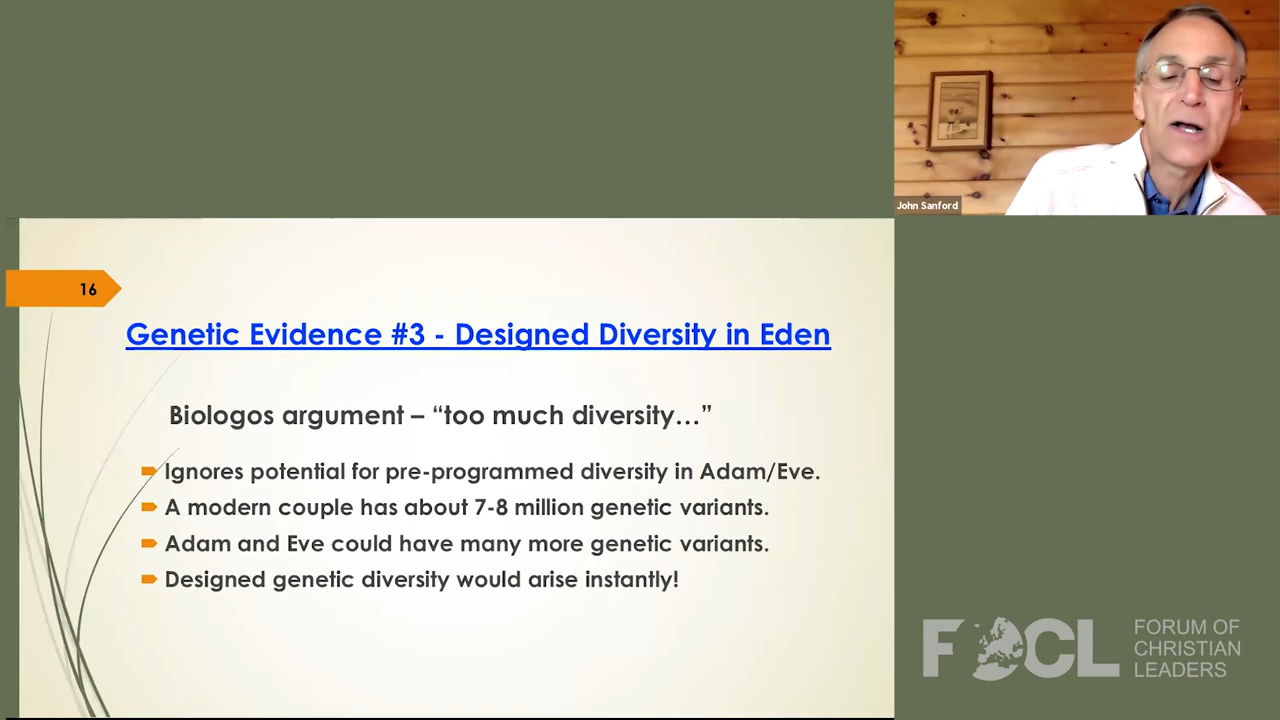 John Sanford
16
Genetic Evidence #3 - Designed Diversity in Eden
Biologos argument – “too much diversity…”
Ignores potential for pre-programmed diversity in Adam/Eve.
A modern couple has about 7-8 million genetic variants.
Adam and Eve could have many more genetic variants.
Designed genetic diversity would arise instantly!
FOCL
FORUM OF
CHRISTIAN
LEADERS